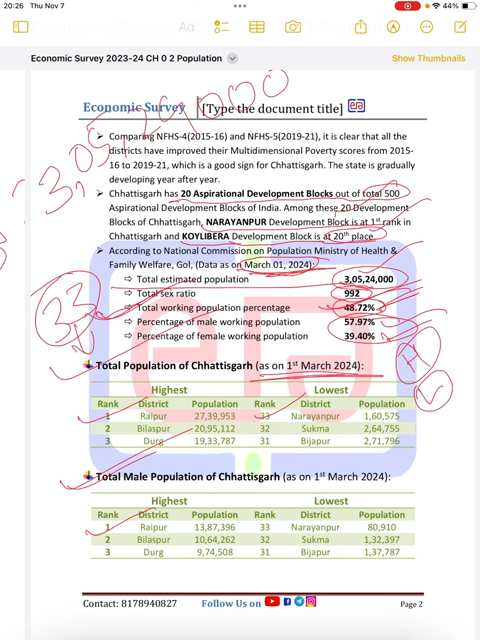 20:26 Thu Nov 7
44%
Aa
Economic Survey 2023-24 CH 0 2 Population
Show Thumbnails
3,05,24,000
Economic Survey [Type the document title]
Comparing NFHS-4(2015-16) and NFHS-5(2019-21), it is clear that all the
districts have improved their Multidimensional Poverty scores from 2015-
16 to 2019-21, which is a good sign for Chhattisgarh. The state is gradually
developing year after year.
Chhattisgarh has 20 Aspirational Development Blocks out of total 500
Aspirational Development Blocks of India. Among these 20 Development
Blocks of Chhattisgarh, NARAYANPUR Development Block is at 1st rank in
Chhattisgarh and KOYLIBERA Development Block is at 20th place.
According to National Commission on Population Ministry of Health &
Family Welfare, GoI, (Data as on March 01, 2024):
Total estimated population 3,05,24,000
Total sex ratio 992
Total working population percentage 48.72%
Percentage of male working population 57.97%
Percentage of female working population 39.40%
33
Total Population of Chhattisgarh (as on 1st March 2024):
Highest Lowest
Rank District Population Rank District Population
1 Raipur 27,39,953 33 Narayanpur 1,60,575
2 Bilaspur 20,95,112 32 Sukma 2,64,755
3 Durg 19,33,787 31 Bijapur 2,71,796
Total Male Population of Chhattisgarh (as on 1st March 2024):
Highest Lowest
Rank District Population Rank District Population
1 Raipur 13,87,396 33 Narayanpur 80,910
2 Bilaspur 10,64,262 32 Sukma 1,32,397
3 Durg 9,74,508 31 Bijapur 1,37,787
Contact: 8178940827 Follow Us on Page 2